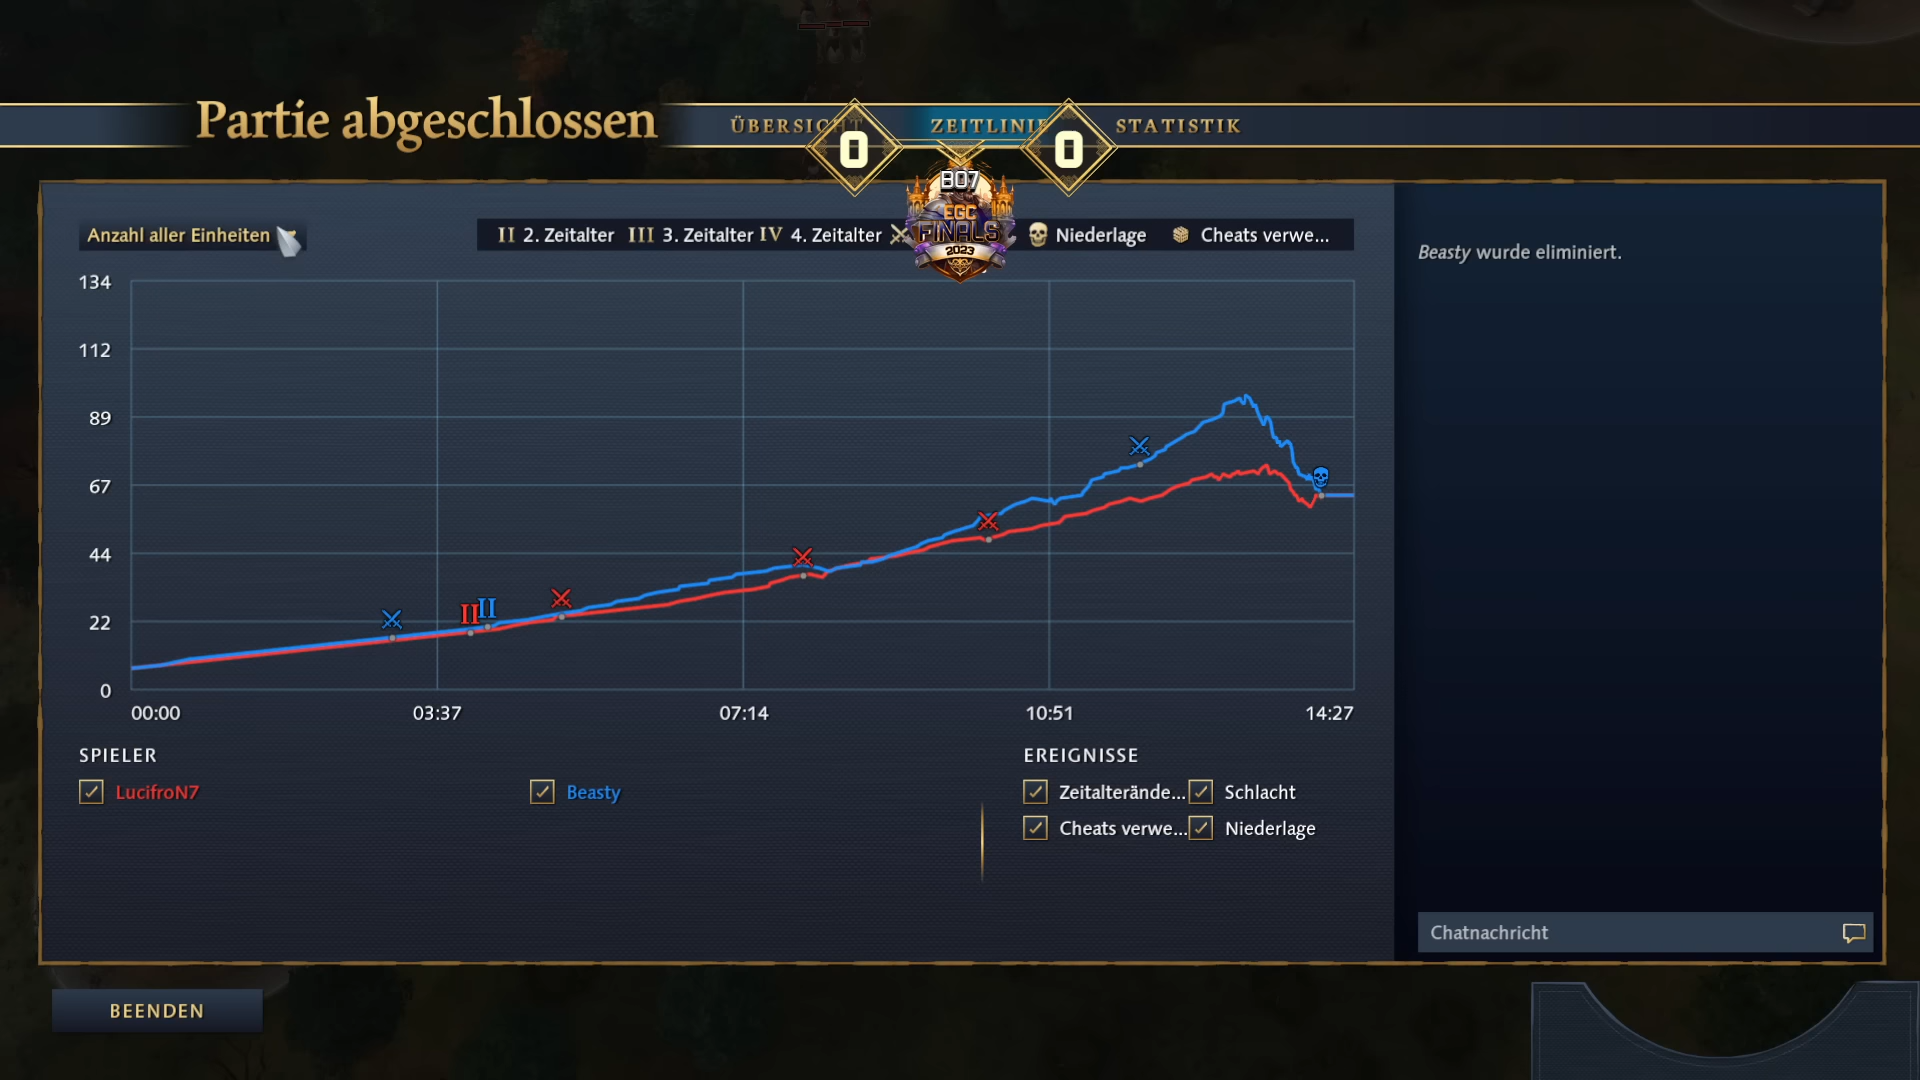 Partie abgeschlossen
ÜBERSICHT
ZEITLINIE
STATISTIK
0
0
BO7
EGC
FINALS
2023
Anzahl aller Einheiten
II 2. Zeitalter III 3. Zeitalter IV 4. Zeitalter
Niederlage
Cheats verwe...
134
112
89
67
44
22
0
II
II
00:00
03:37
07:14
10:51
14:27
SPIELER
LucifroN7
Beasty
EREIGNISSE
Zeitalterände...
Schlacht
Cheats verwe...
Niederlage
Beasty wurde eliminiert.
Chatnachricht
BEENDEN